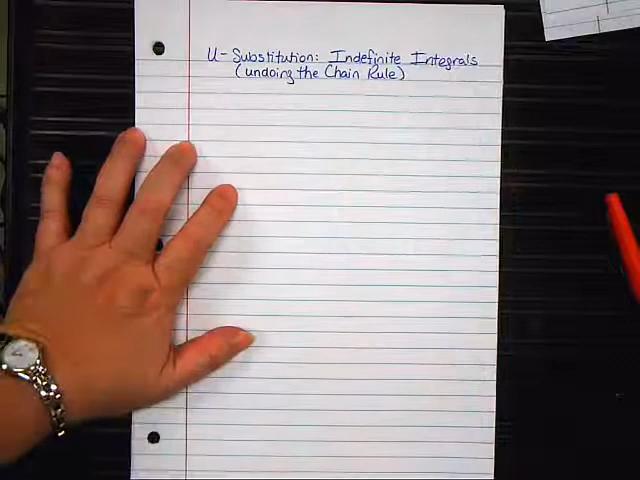 U- Substitution: Indefinite Integrals
(undoing the Chain Rule)